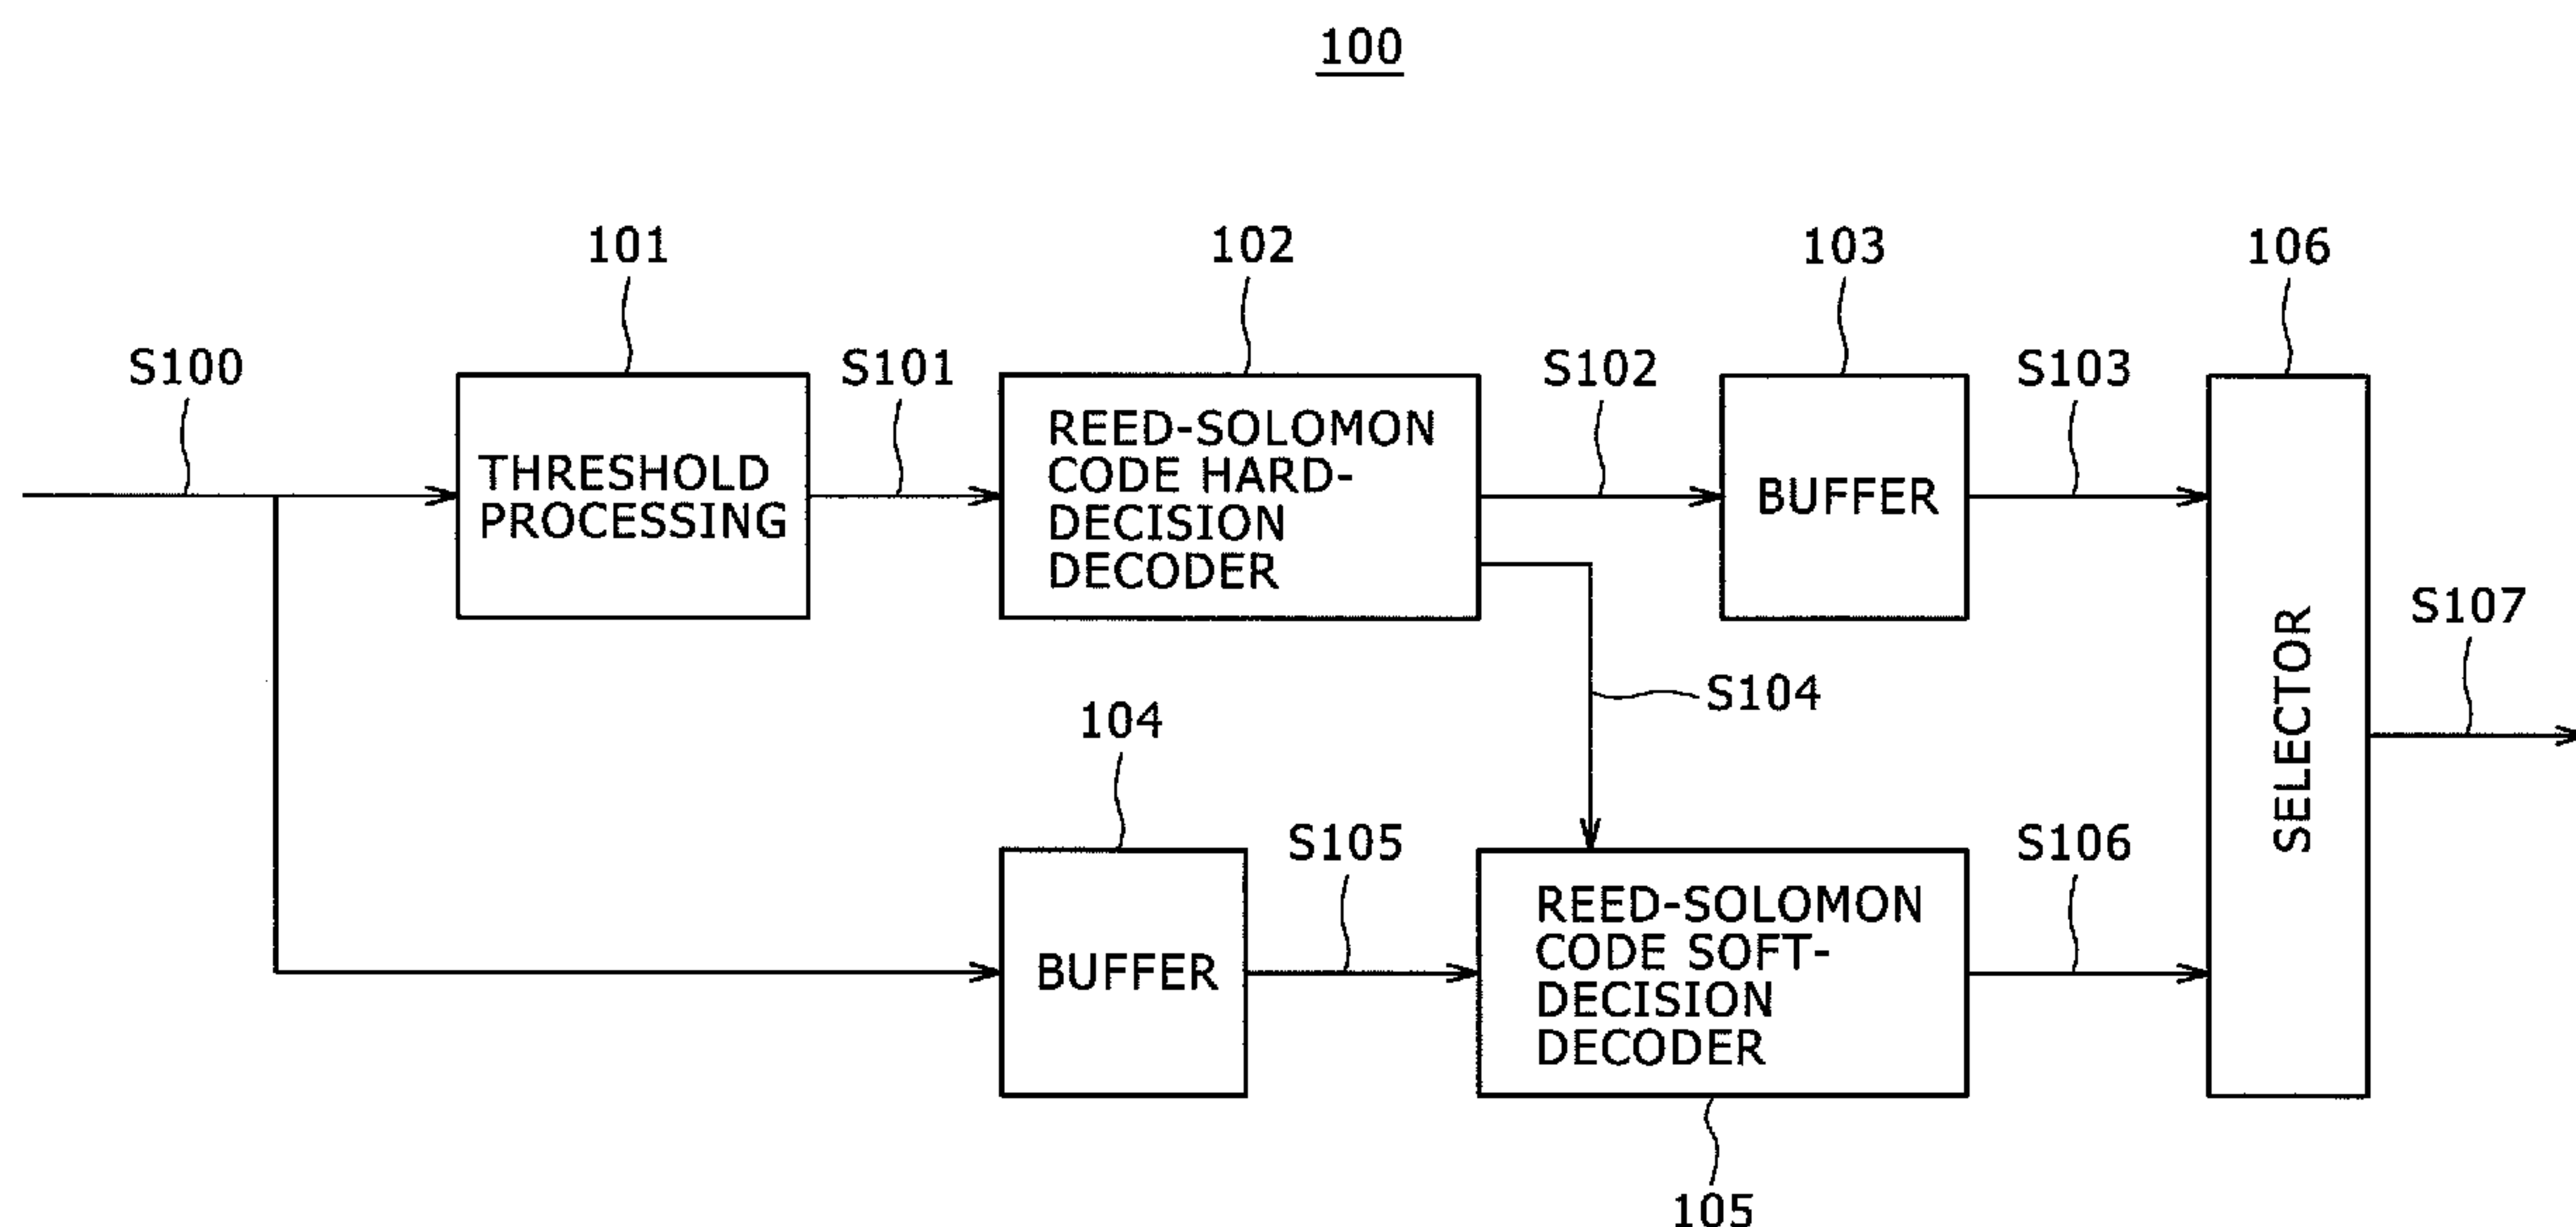 100
101
102
103
106
S100
S101
S102
S103
THRESHOLD
PROCESSING
REED-SOLOMON
CODE HARD-
DECISION
DECODER
BUFFER
SELECTOR
S107
S104
104
S105
S106
BUFFER
REED-SOLOMON
CODE SOFT-
DECISION
DECODER
105